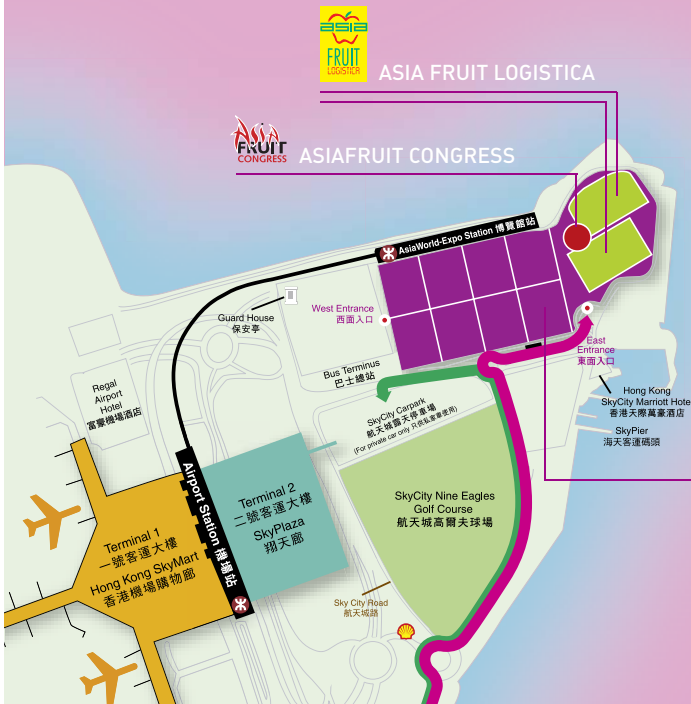 asia
FRUIT
LOGISTICA
ASIA FRUIT LOGISTICA
ASIA
FRUIT
CONGRESS
ASIAFRUIT CONGRESS
AsiaWorld-Expo Station 博覽館站
Guard House
保安亭
West Entrance
西面入口
East
Entrance
東面入口
Bus Terminus
巴士總站
Regal
Airport
Hotel
富豪機場酒店
SkyCity Carpark
航天城露天停車場
(For private car only 只供私家車使用)
Hong Kong
SkyCity Marriott Hote
香港天際萬豪酒店
SkyPier
海天客運碼頭
Airport Station 機場站
Terminal 2
二號客運大樓
SkyPlaza
翔天廊
SkyCity Nine Eagles
Golf Course
航天城高爾夫球場
Terminal 1
一號客運大樓
Hong Kong SkyMart
香港機場購物廊
Sky City Road
航天城路